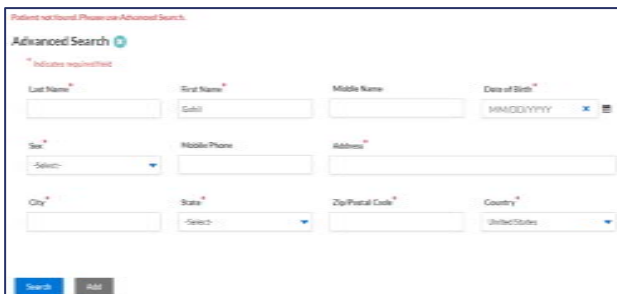 Patient not found. Please use Advanced Search.
Advanced Search
* Indicates required field
Last Name* First Name* Middle Name Date of Birth*
Gohil MM/DD/YYYY
Sex* Mobile Phone Address*
-Select-
City* State* Zip/Postal Code* Country*
-Select- United States
Search Add